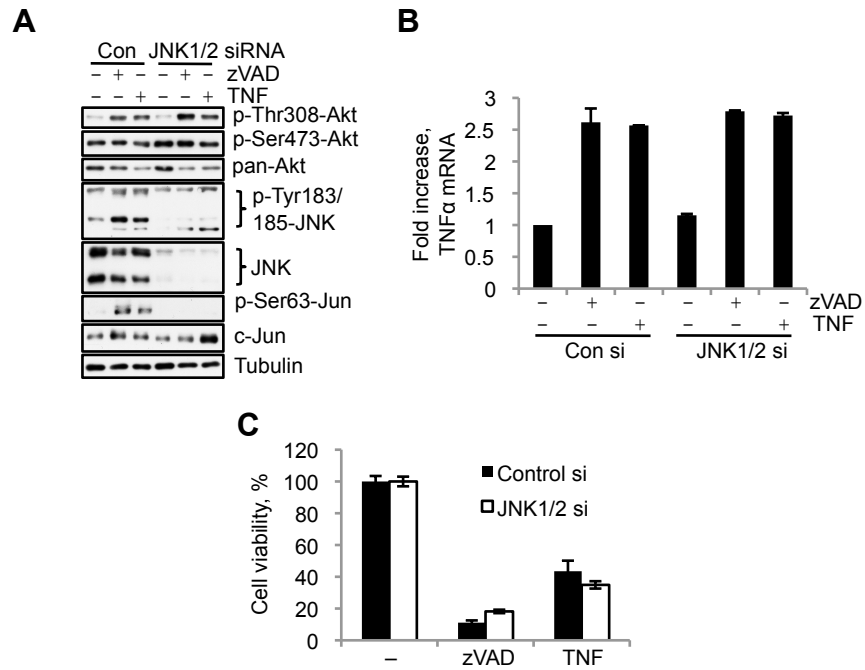 A
Con JNK1/2 siRNA
– + – – + – zVAD
– – + – – + TNF
p-Thr308-Akt
p-Ser473-Akt
pan-Akt
p-Tyr183/
185-JNK
JNK
p-Ser63-Jun
c-Jun
Tubulin
B
Fold increase,
TNFα mRNA
3
2.5
2
1.5
1
0.5
0
– + – – + – zVAD
– – + – – + TNF
Con si JNK1/2 si
C
Cell viability, %
120
100
80
60
40
20
0
Control si
JNK1/2 si
– zVAD TNF